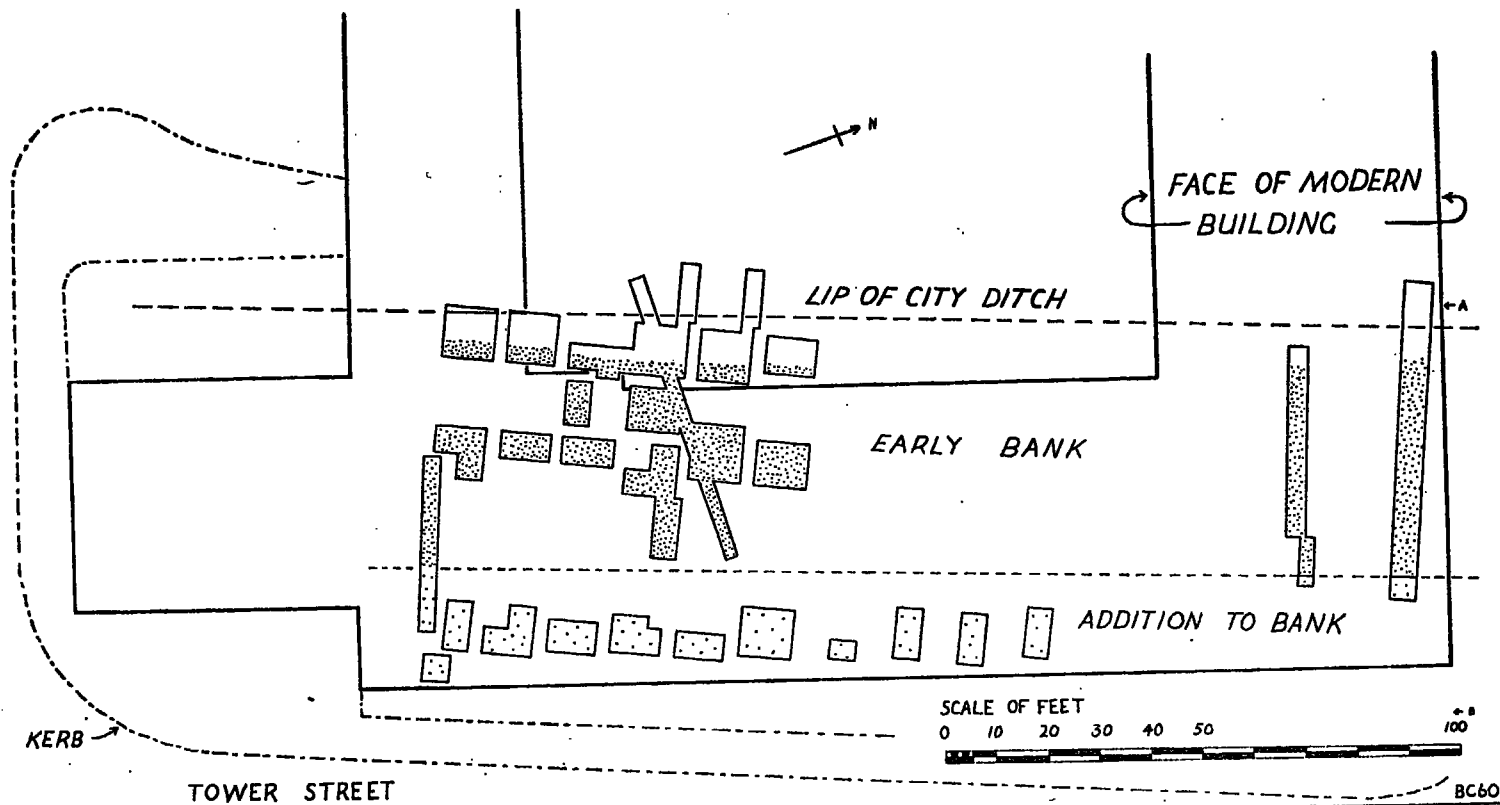 N
FACE OF MODERN
BUILDING
LIP OF CITY DITCH
A
EARLY BANK
ADDITION TO BANK
SCALE OF FEET
0 10 20 30 40 50 100
B
KERB
TOWER STREET
BC60